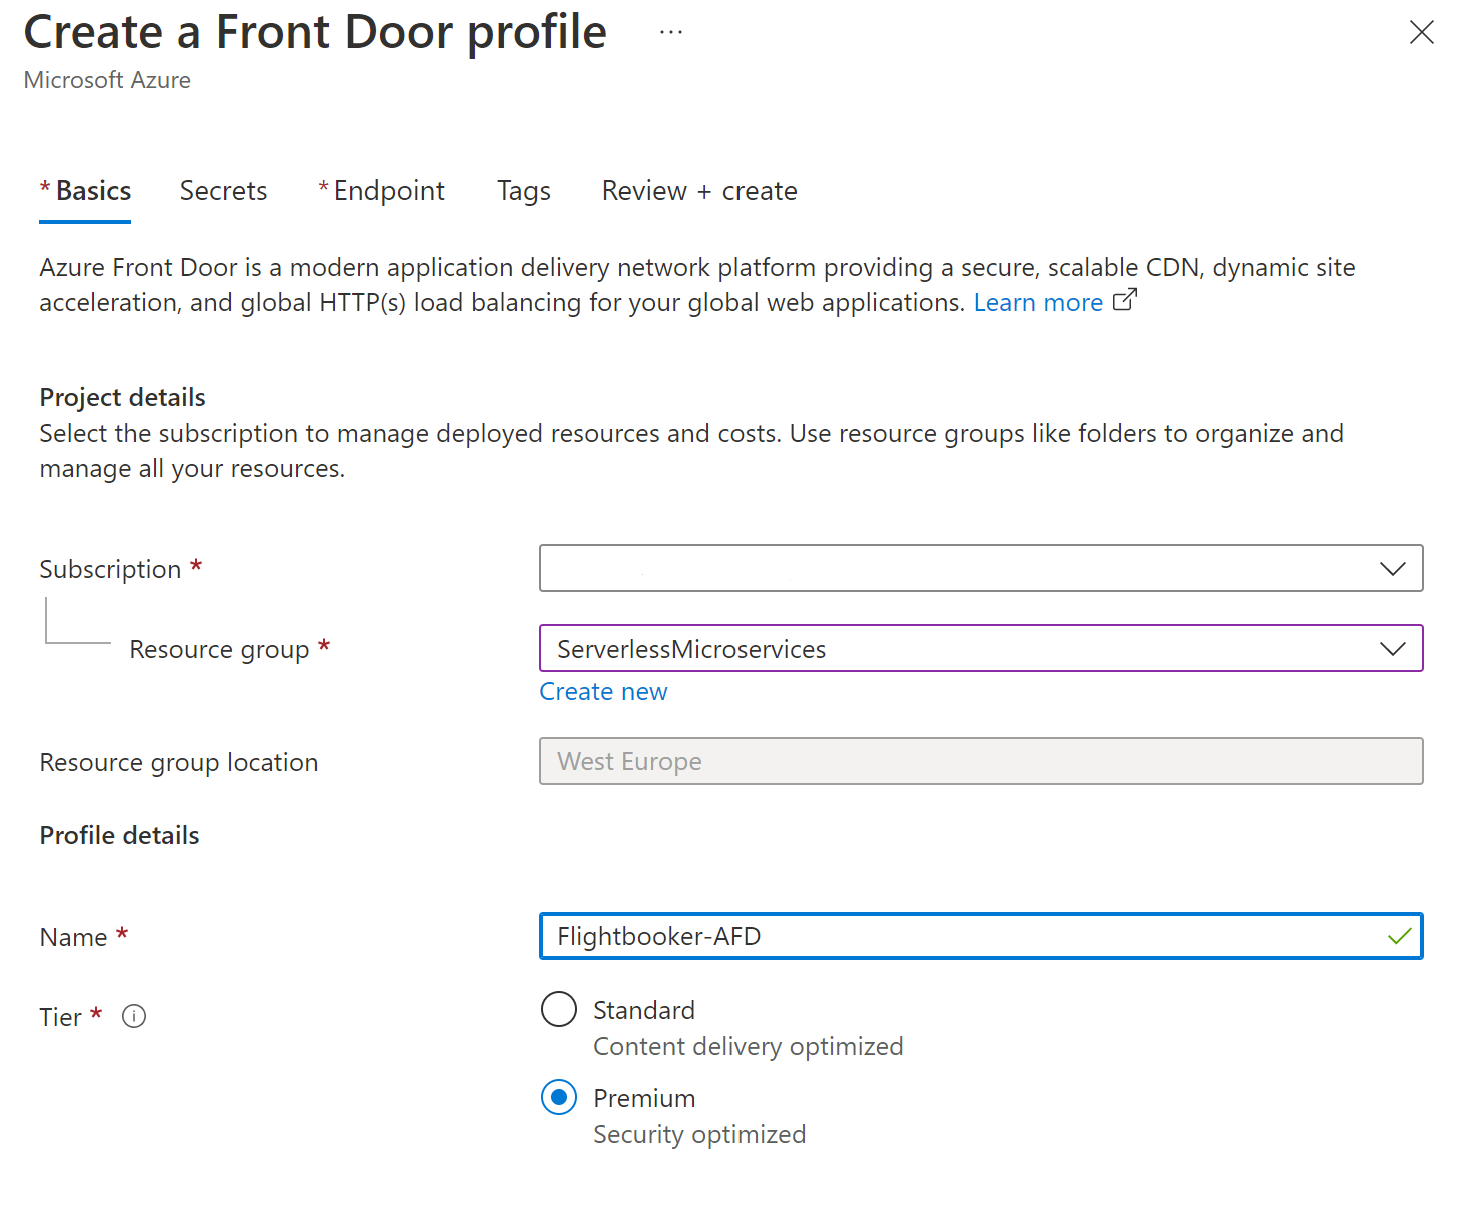 Create a Front Door profile ...
Microsoft Azure
* Basics Secrets * Endpoint Tags Review + create
Azure Front Door is a modern application delivery network platform providing a secure, scalable CDN, dynamic site
acceleration, and global HTTP(s) load balancing for your global web applications. Learn more
Project details
Select the subscription to manage deployed resources and costs. Use resource groups like folders to organize and
manage all your resources.
Subscription *
Resource group * ServerlessMicroservices
Create new
Resource group location West Europe
Profile details
Name * Flightbooker-AFD
Tier * Standard
Content delivery optimized
Premium
Security optimized